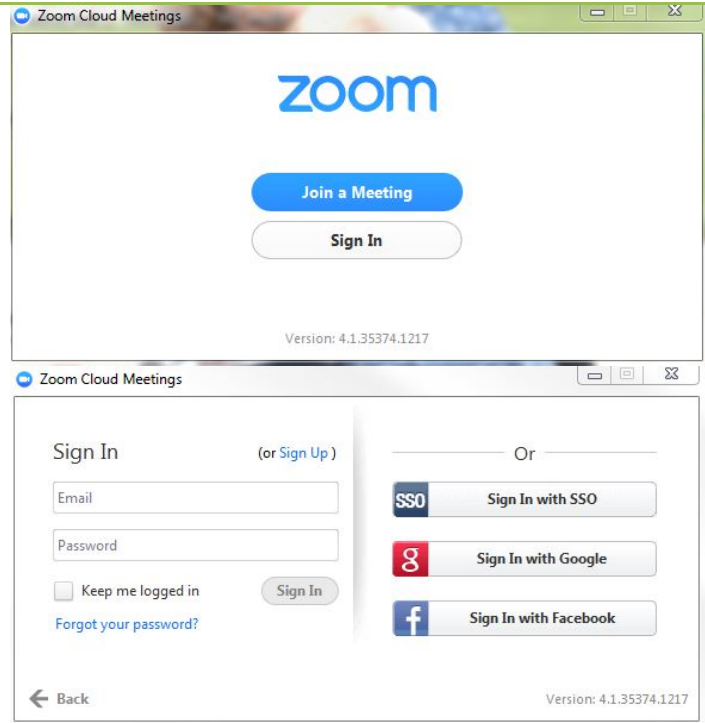 Zoom Cloud Meetings
zoom
Join a Meeting
Sign In
Version: 4.1.35374.1217
Zoom Cloud Meetings
Sign In
(or Sign Up )
Email
Password
Keep me logged in
Sign In
Forgot your password?
Back
Or
SSO Sign In with SSO
g Sign In with Google
f Sign In with Facebook
Version: 4.1.35374.1217